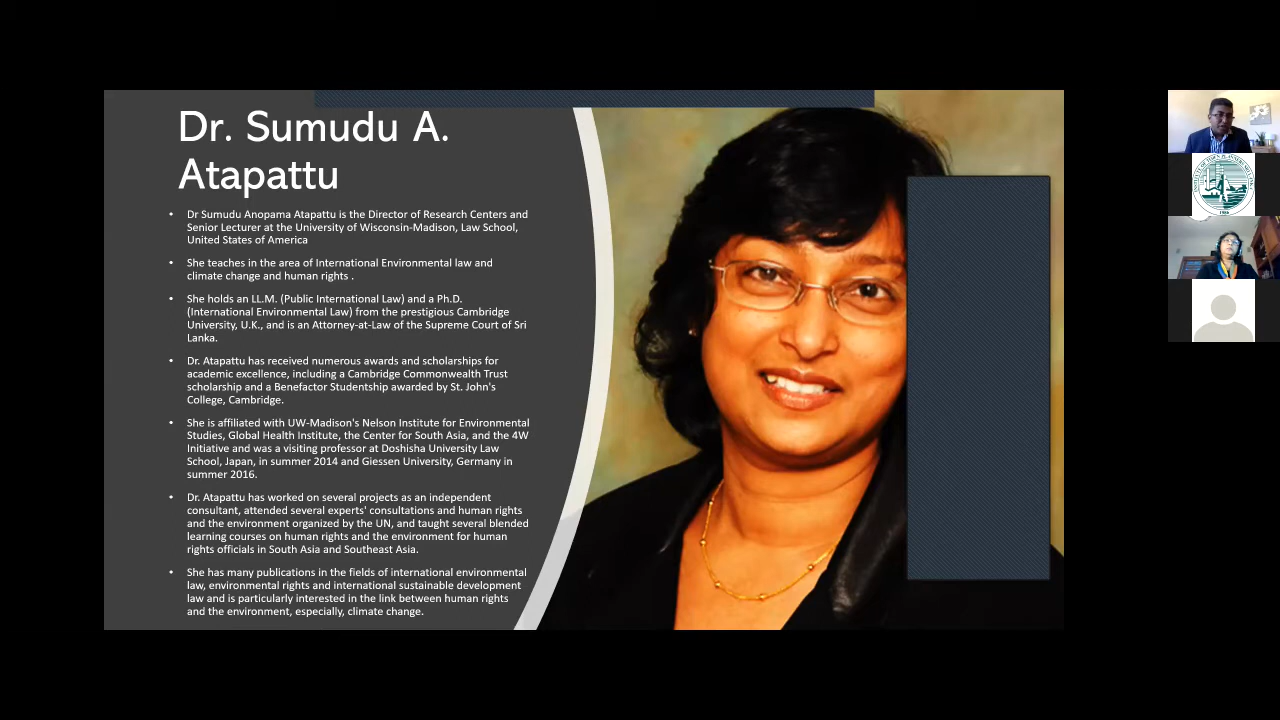 Dr. Sumudu A.
Atapattu
• Dr Sumudu Anopama Atapattu is the Director of Research Centers and
Senior Lecturer at the University of Wisconsin-Madison, Law School,
United States of America
• She teaches in the area of International Environmental law and
climate change and human rights .
• She holds an LL.M. (Public International Law) and a Ph.D.
(International Environmental Law) from the prestigious Cambridge
University, U.K., and is an Attorney-at-Law of the Supreme Court of Sri
Lanka.
• Dr. Atapattu has received numerous awards and scholarships for
academic excellence, including a Cambridge Commonwealth Trust
scholarship and a Benefactor Studentship awarded by St. John's
College, Cambridge.
• She is affiliated with UW-Madison's Nelson Institute for Environmental
Studies, Global Health Institute, the Center for South Asia, and the 4W
Initiative and was a visiting professor at Doshisha University Law
School, Japan, in summer 2014 and Giessen University, Germany in
summer 2016.
• Dr. Atapattu has worked on several projects as an independent
consultant, attended several experts' consultations and human rights
and the environment organized by the UN, and taught several blended
learning courses on human rights and the environment for human
rights officials in South Asia and Southeast Asia.
• She has many publications in the fields of international environmental
law, environmental rights and international sustainable development
law and is particularly interested in the link between human rights
and the environment, especially, climate change.
INSTITUTE OF TOWN PLANNERS SRI LANKA
1986